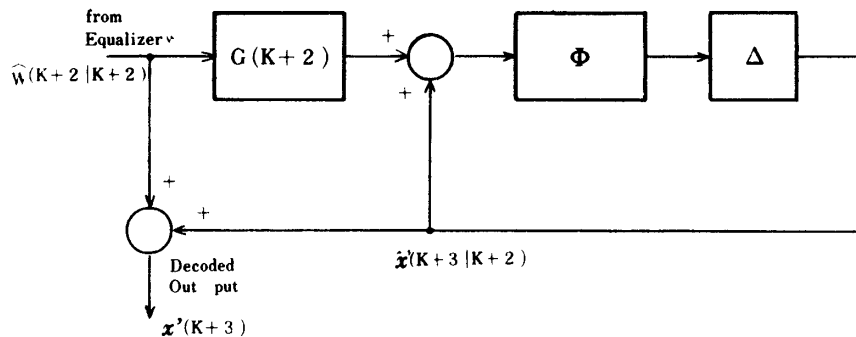 from
Equalizer
G(K+2)
+
Φ
Δ
ŵ(K+2|K+2)
+
+
+
x̂'(K+3|K+2)
Decoded
Out put
x'(K+3)